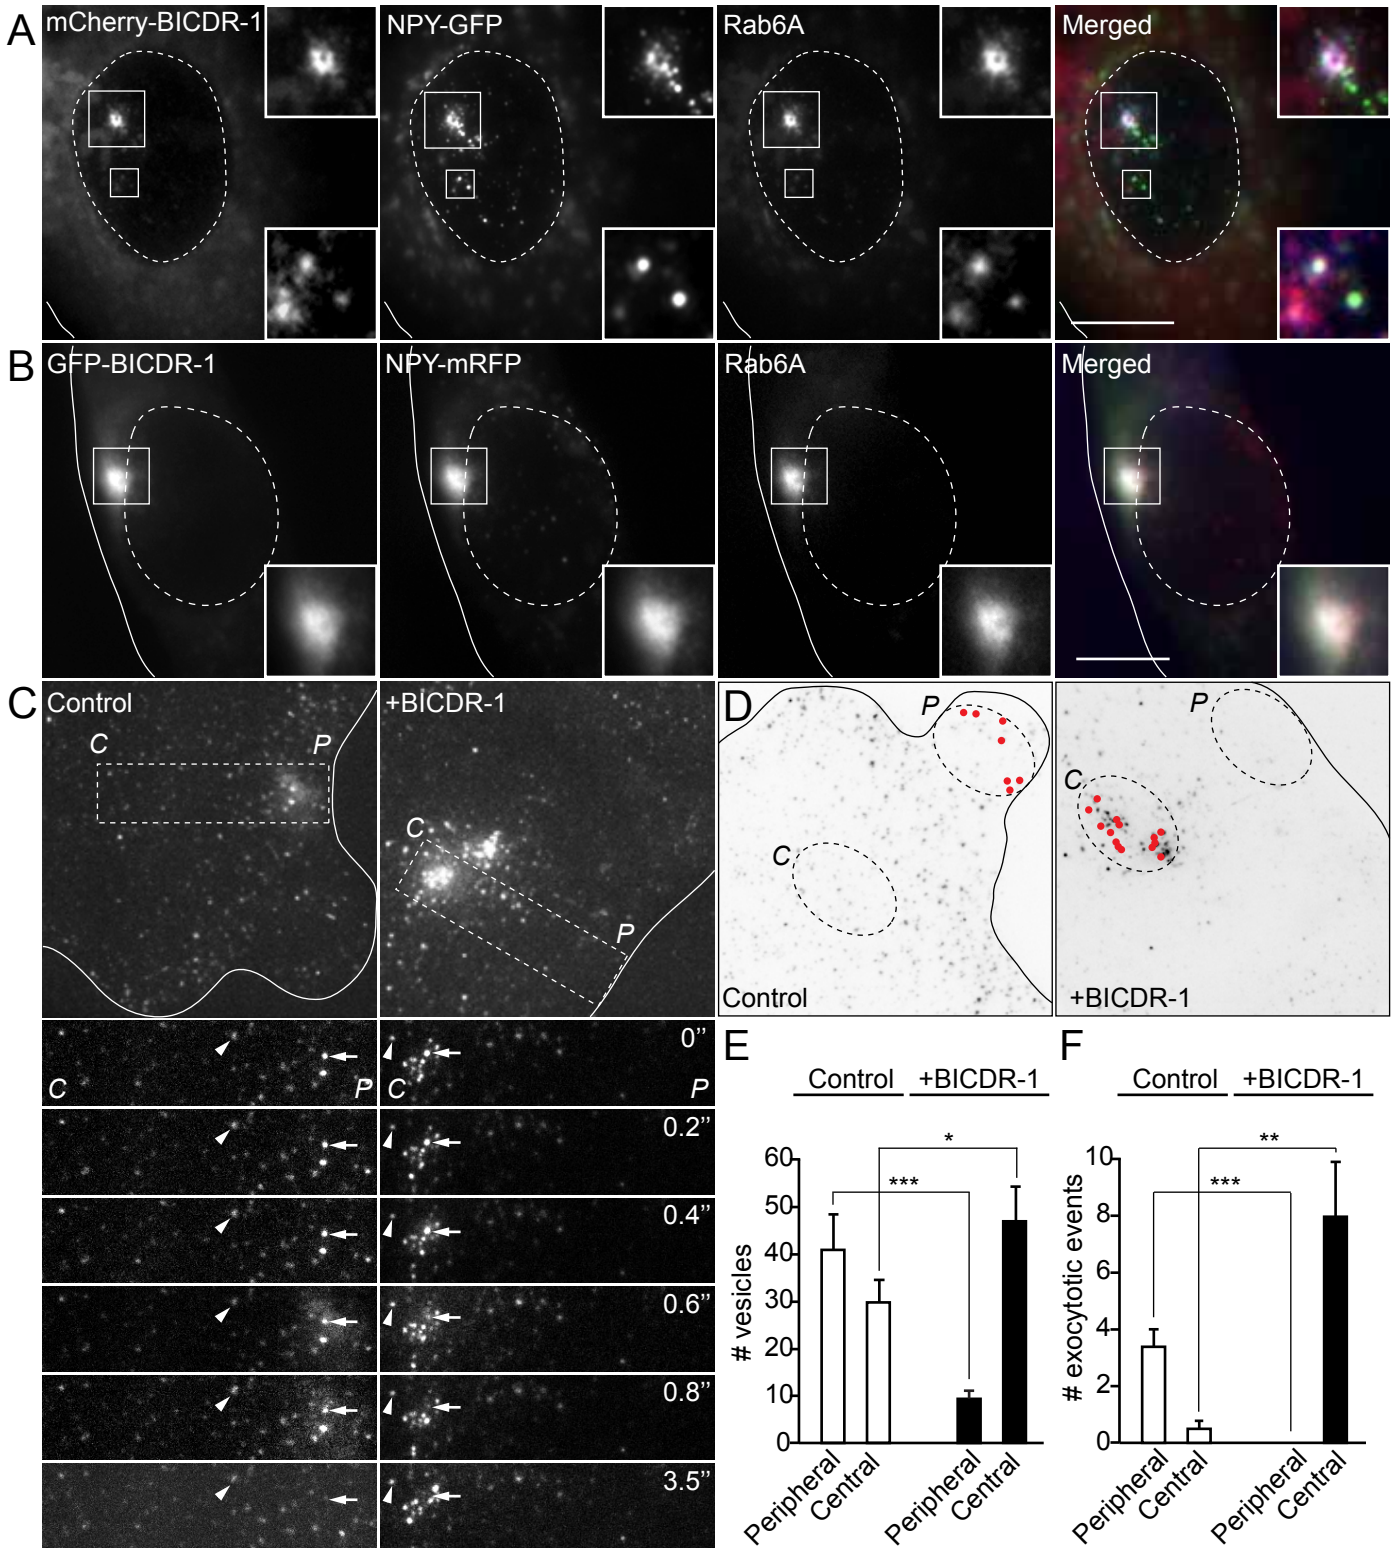 A
mCherry-BICDR-1
NPY-GFP
Rab6A
Merged
B
GFP-BICDR-1
NPY-mRFP
Rab6A
Merged
C
Control
C
P
+BICDR-1
C
P
D
P
C
Control
P
C
+BICDR-1
C
P
C
P
0’’
0.2’’
0.4’’
0.6’’
0.8’’
3.5’’
E
Control
+BICDR-1
*
***
# vesicles
60
50
40
30
20
10
0
Peripheral
Central
Peripheral
Central
F
Control
+BICDR-1
**
***
# exocytotic events
10
8
6
4
2
0
Peripheral
Central
Peripheral
Central